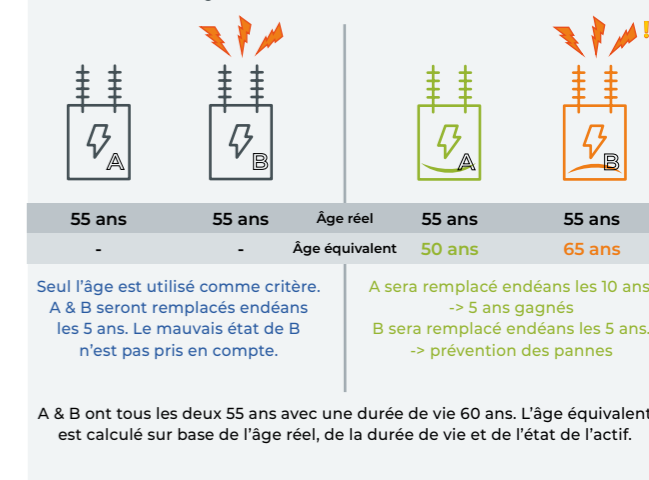 A
B
A
B
55 ans 55 ans Âge réel 55 ans 55 ans
- - Âge équivalent 50 ans 65 ans
Seul l’âge est utilisé comme critère.
A & B seront remplacés endéans
les 5 ans. Le mauvais état de B
n’est pas pris en compte.
A sera remplacé endéans les 10 ans
-> 5 ans gagnés
B sera remplacé endéans les 5 ans.
-> prévention des pannes
A & B ont tous les deux 55 ans avec une durée de vie 60 ans. L’âge équivalent
est calculé sur base de l’âge réel, de la durée de vie et de l’état de l’actif.